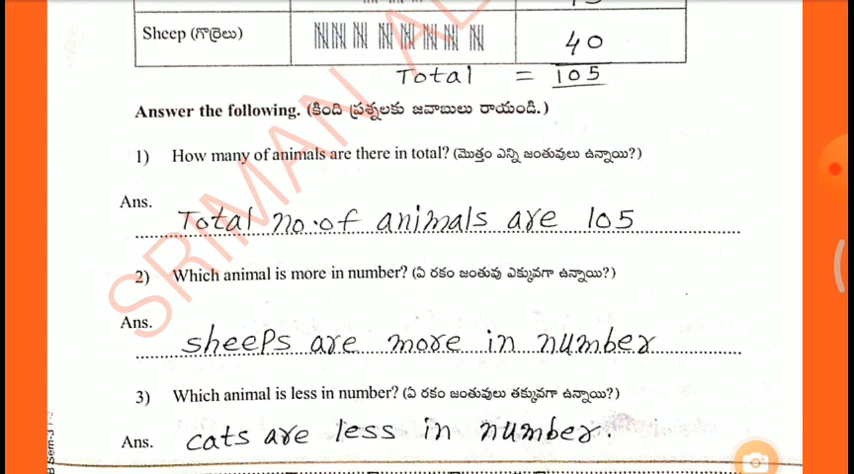 Sheep (గొర్రెలు) 40
Total = 105
Answer the following. (కింది ప్రశ్నలకు జవాబులు రాయండి.)
1) How many of animals are there in total? (మొత్తం ఎన్ని జంతువులు ఉన్నాయి?)
Ans. Total no.of animals are 105
2) Which animal is more in number? (ఏ రకం జంతువు ఎక్కువగా ఉన్నాయి?)
Ans. sheeps are more in number
3) Which animal is less in number? (ఏ రకం జంతువులు తక్కువగా ఉన్నాయి?)
Ans. cats are less in number.
SRIMAN